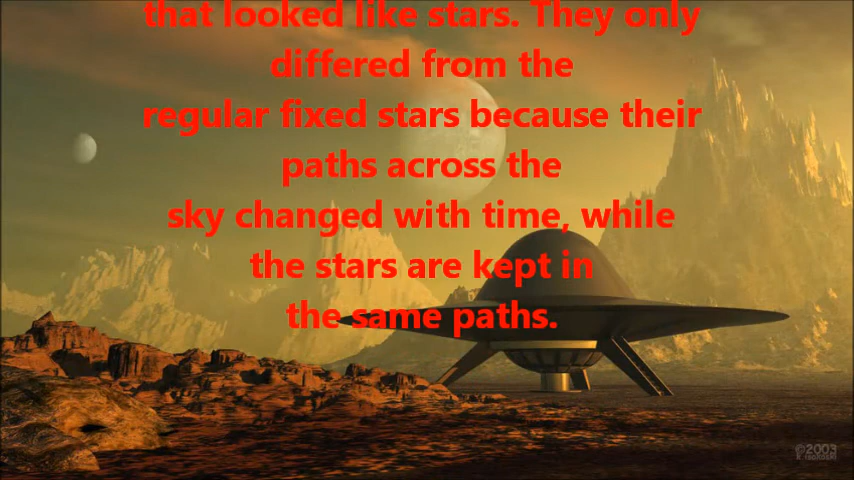 that looked like stars. They only
differed from the
regular fixed stars because their
paths across the
sky changed with time, while
the stars are kept in
the same paths.
©2003